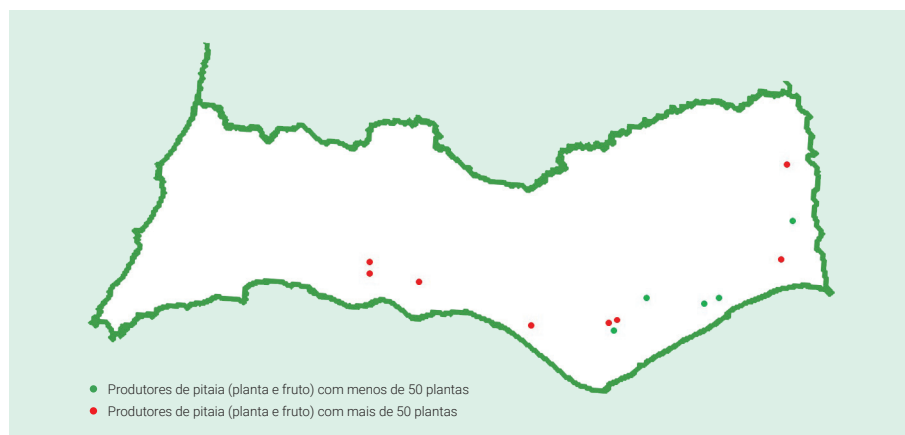 Produtores de pitaia (planta e fruto) com menos de 50 plantas
Produtores de pitaia (planta e fruto) com mais de 50 plantas